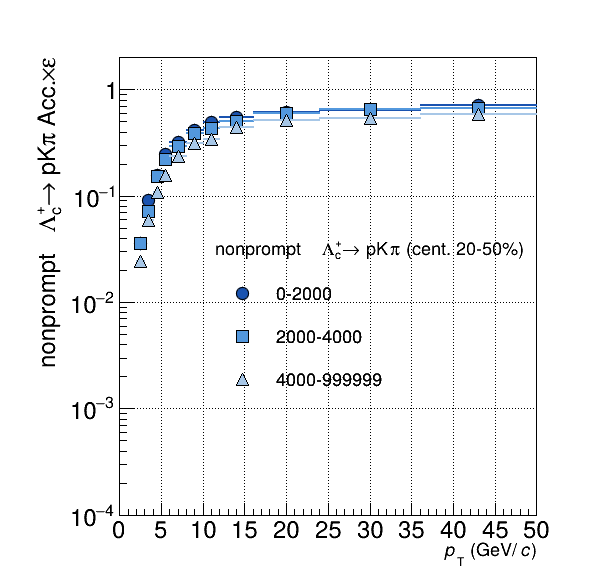 nonprompt Λc+→ pKπ Acc.×ε
1
10−1
10−2
10−3
10−4
nonprompt Λc+→ pKπ (cent. 20-50%)
0-2000
2000-4000
4000-999999
0 5 10 15 20 25 30 35 40 45 50
pT (GeV/c)